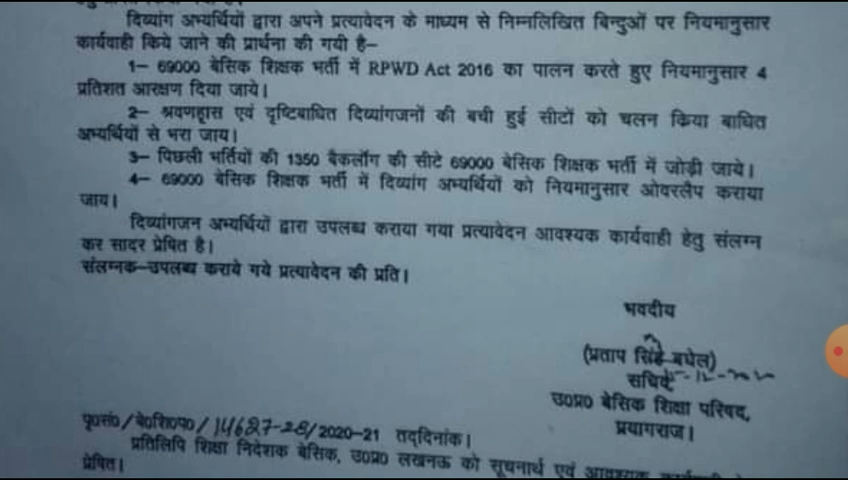 दिव्यांग अभ्यर्थियों द्वारा अपने प्रत्यावेदन के माध्यम से निम्नलिखित बिन्दुओं पर नियमानुसार
कार्यवाही किये जाने की प्रार्थना की गयी है–
1– 69000 बेसिक शिक्षक भर्ती में RPWD Act 2016 का पालन करते हुए नियमानुसार 4
प्रतिशत आरक्षण दिया जाये।
2– श्रवणह्रास एवं दृष्टिबाधित दिव्यांगजनों की बची हुई सीटों को चलन किया बाधित
अभ्यर्थियों से भरा जाय।
3– पिछली भर्तियों की 1350 बैकलॉग की सीटे 69000 बेसिक शिक्षक भर्ती में जोड़ी जाये।
4– 69000 बेसिक शिक्षक भर्ती में दिव्यांग अभ्यर्थियों को नियमानुसार ओवरलैप कराया
जाय।
दिव्यांगजन अभ्यर्थियों द्वारा उपलब्ध कराया गया प्रत्यावेदन आवश्यक कार्यवाही हेतु संलग्न
कर सादर प्रेषित है।
संलग्नक–उपलब्ध कराये गये प्रत्यावेदन की प्रति।
भवदीय
(प्रताप सिंह बघेल)
सचिव
उ0प्र0 बेसिक शिक्षा परिषद,
प्रयागराज।
पृ0सं0/बे0शि0प0/14627-28/2020-21 तद्दिनांक।
प्रतिलिपि शिक्षा निदेशक बेसिक, उ0प्र0 लखनऊ को सूचनार्थ एवं आवश्यक कार्यवाही
प्रेषित।